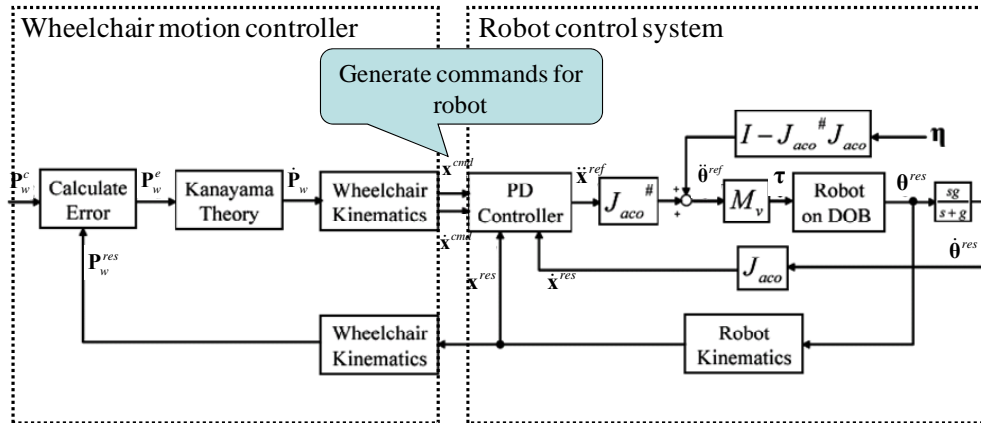 Wheelchair motion controller
Robot control system
Generate commands for
robot
I − J_aco^# J_aco
η
P_w^c
Calculate
Error
P_w^e
Kanayama
Theory
Ṗ_w
Wheelchair
Kinematics
x^cmd
ẋ^cmd
PD
Controller
ẍ^ref
J_aco^#
+
+
θ̈^ref
M_v
τ
Robot
on DOB
θ^res
sg
s + g
θ̇^res
P_w^res
x^res
ẋ^res
J_aco
Wheelchair
Kinematics
Robot
Kinematics